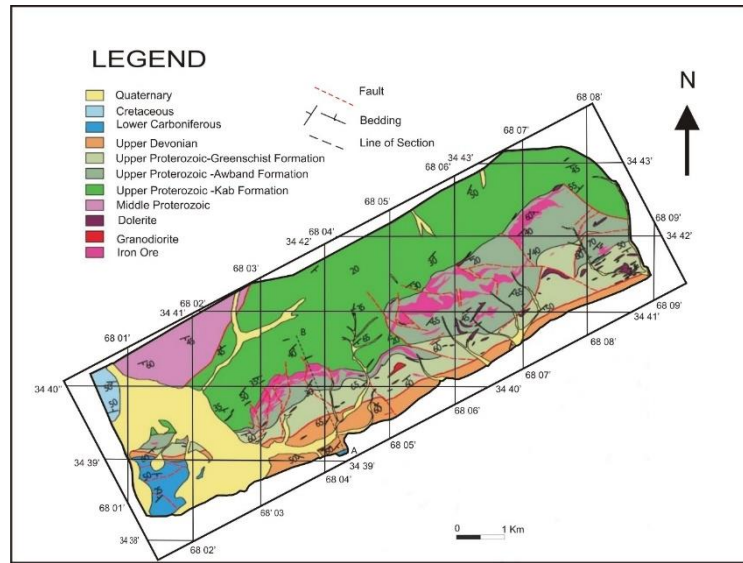 LEGEND
Quaternary
Cretaceous
Lower Carboniferous
Upper Devonian
Upper Proterozoic-Greenschist Formation
Upper Proterozoic -Awband Formation
Upper Proterozoic -Kab Formation
Middle Proterozoic
Dolerite
Granodiorite
Iron Ore
Fault
Bedding
Line of Section
N
68 08'
68 07'
34 43
34 43
68 06'
68 05'
68 09'
34 42
68 04'
34 42
68 03'
68 02'
34 41
34 41
68 09'
68 01'
68 08'
B
34 40'
34 40
68 07'
68 06'
A
34 39
34 39
68 05'
68 04'
68 01'
68' 03
34 38'
68 02'
0 1 Km